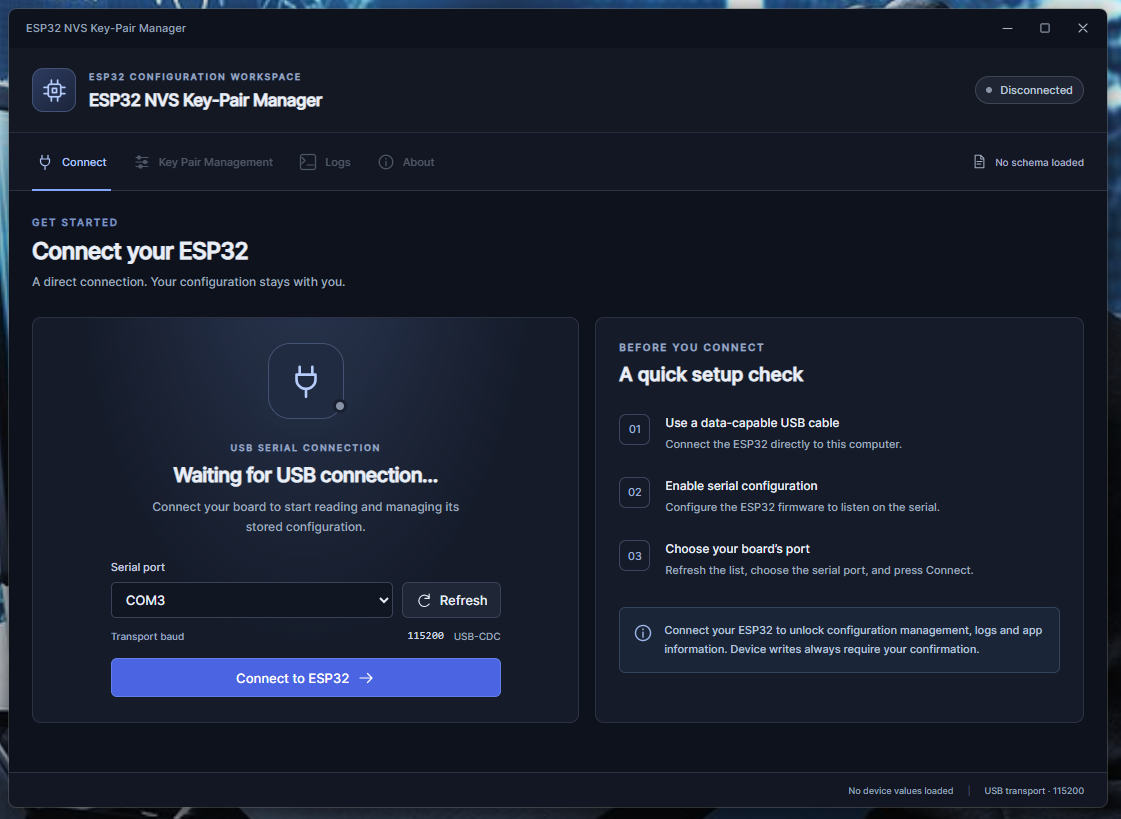 ESP32 NVS Key-Pair Manager
ESP32 CONFIGURATION WORKSPACE
ESP32 NVS Key-Pair Manager
Disconnected
Connect
Key Pair Management
Logs
About
No schema loaded
GET STARTED
Connect your ESP32
A direct connection. Your configuration stays with you.
USB SERIAL CONNECTION
Waiting for USB connection...
Connect your board to start reading and managing its
stored configuration.
Serial port
COM3
Refresh
Transport baud
115200 USB-CDC
Connect to ESP32 →
BEFORE YOU CONNECT
A quick setup check
01
Use a data-capable USB cable
Connect the ESP32 directly to this computer.
02
Enable serial configuration
Configure the ESP32 firmware to listen on the serial.
03
Choose your board's port
Refresh the list, choose the serial port, and press Connect.
Connect your ESP32 to unlock configuration management, logs and app
information. Device writes always require your confirmation.
No device values loaded
USB transport · 115200